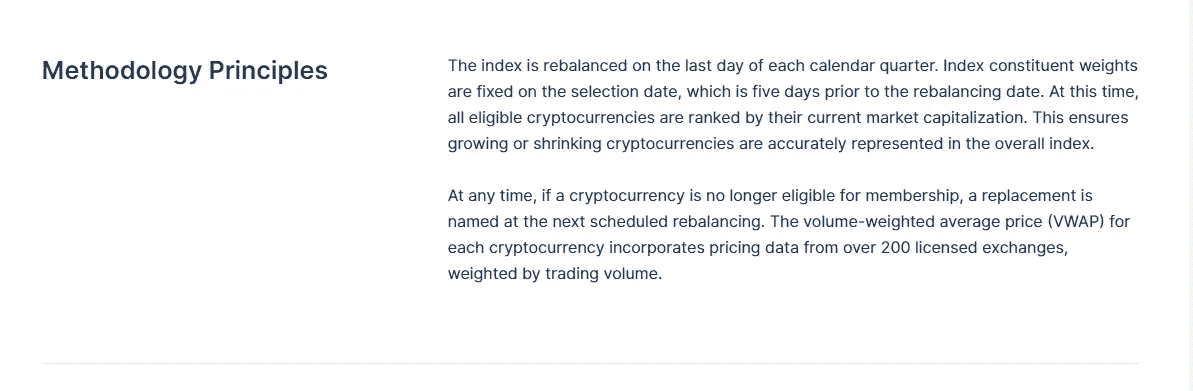 Methodology Principles
The index is rebalanced on the last day of each calendar quarter. Index constituent weights
are fixed on the selection date, which is five days prior to the rebalancing date. At this time,
all eligible cryptocurrencies are ranked by their current market capitalization. This ensures
growing or shrinking cryptocurrencies are accurately represented in the overall index.
At any time, if a cryptocurrency is no longer eligible for membership, a replacement is
named at the next scheduled rebalancing. The volume-weighted average price (VWAP) for
each cryptocurrency incorporates pricing data from over 200 licensed exchanges,
weighted by trading volume.